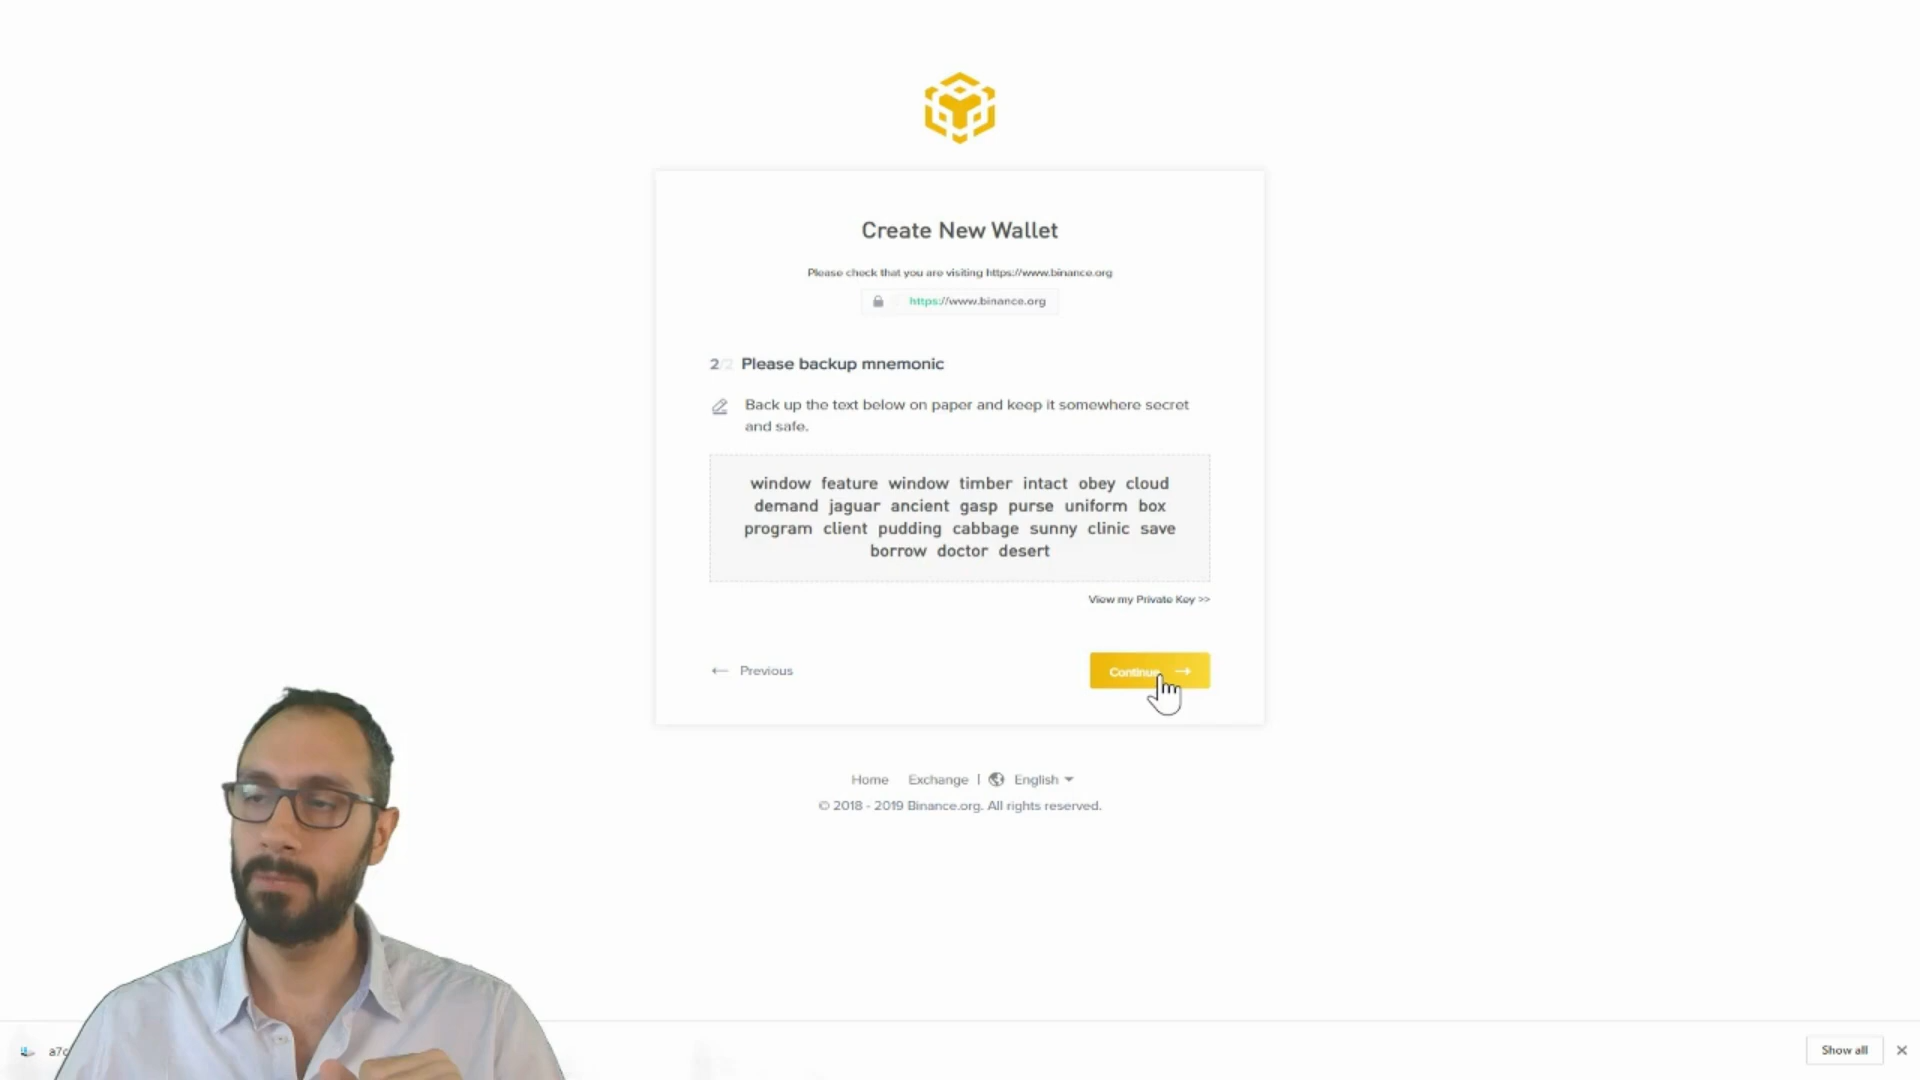 Create New Wallet
Please check that you are visiting https://www.binance.org
https://www.binance.org
2/2 Please backup mnemonic
Back up the text below on paper and keep it somewhere secret
and safe.
window feature window timber intact obey cloud
demand jaguar ancient gasp purse uniform box
program client pudding cabbage sunny clinic save
borrow doctor desert
View my Private Key >>
← Previous
Continue →
Home Exchange | English
© 2018 - 2019 Binance.org. All rights reserved.
Show all